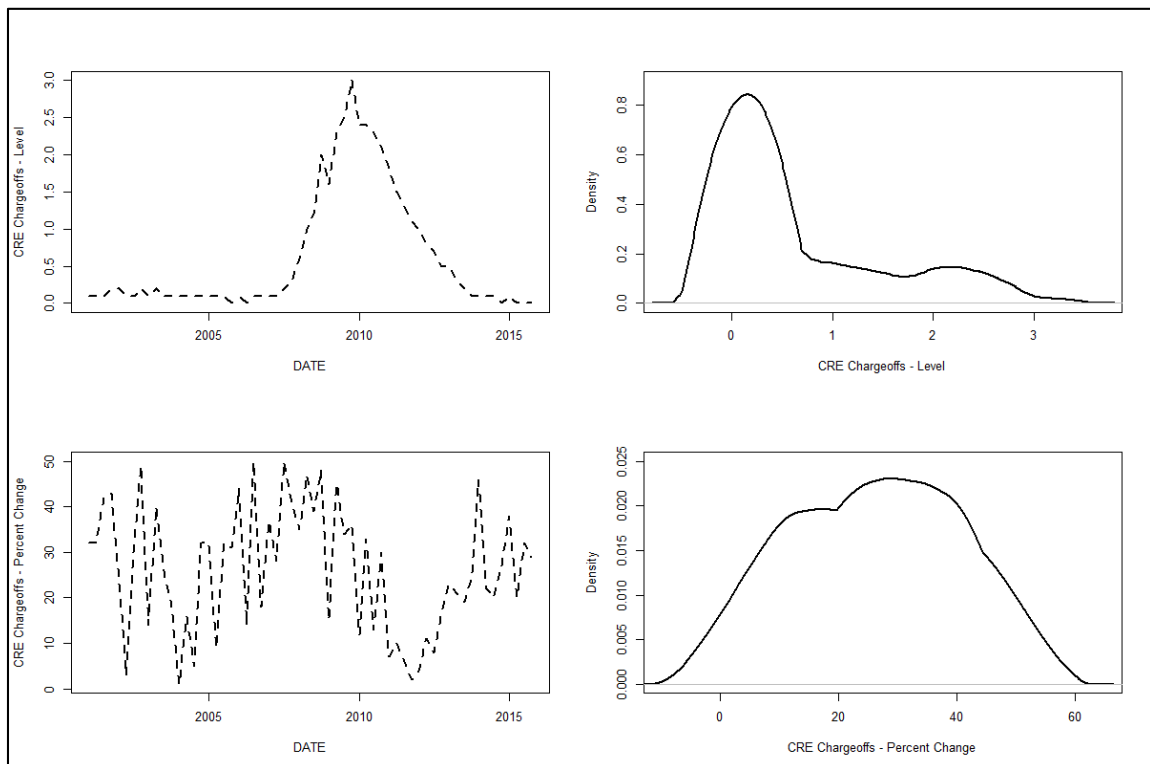 CRE Chargeoffs - Level
3.0
2.5
2.0
1.5
1.0
0.5
0.0
2005 2010 2015
DATE
Density
0.8
0.6
0.4
0.2
0.0
0 1 2 3
CRE Chargeoffs - Level
CRE Chargeoffs - Percent Change
50
40
30
20
10
0
2005 2010 2015
DATE
Density
0.025
0.020
0.015
0.010
0.005
0.000
0 20 40 60
CRE Chargeoffs - Percent Change